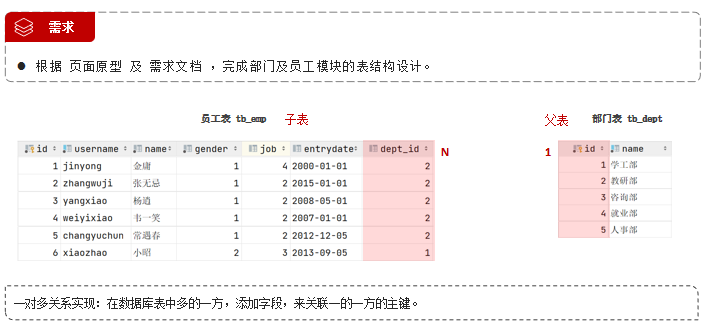 需求
● 根据 页面原型 及 需求文档 ，完成部门及员工模块的表结构设计。
员工表 tb_emp 子表 父表 部门表 tb_dept
id username name gender job entrydate dept_id N 1 id name
1 jinyong 金庸 1 4 2000-01-01 2 1 学工部
2 zhangwuji 张无忌 1 2 2015-01-01 2 2 教研部
3 yangxiao 杨逍 1 2 2008-05-01 2 3 咨询部
4 weiyixiao 韦一笑 1 2 2007-01-01 2 4 就业部
5 changyuchun 常遇春 1 2 2012-12-05 2 5 人事部
6 xiaozhao 小昭 2 3 2013-09-05 1
一对多关系实现：在数据库表中多的一方，添加字段，来关联一的一方的主键。